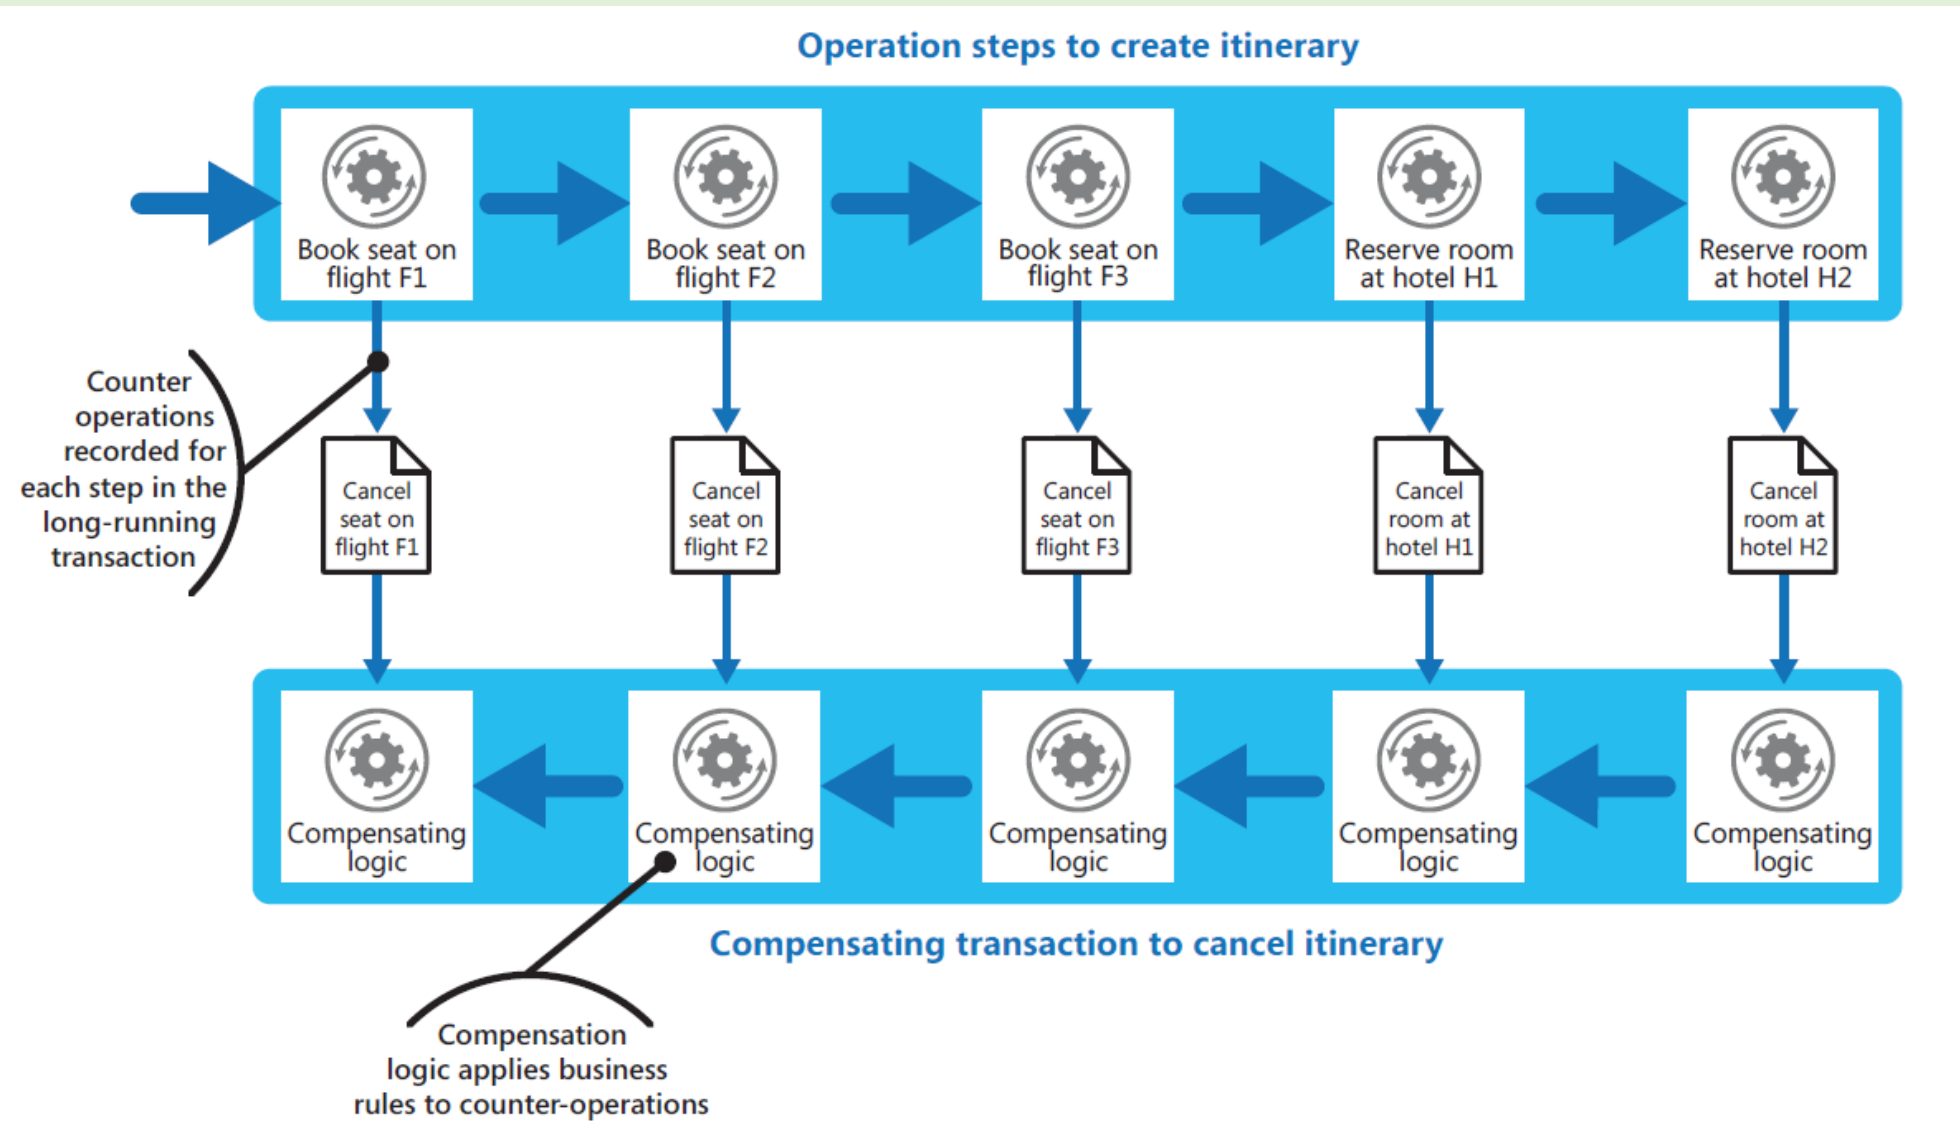 Operation steps to create itinerary
Book seat on
flight F1
Book seat on
flight F2
Book seat on
flight F3
Reserve room
at hotel H1
Reserve room
at hotel H2
Counter
operations
recorded for
each step in the
long-running
transaction
Cancel
seat on
flight F1
Cancel
seat on
flight F2
Cancel
seat on
flight F3
Cancel
room at
hotel H1
Cancel
room at
hotel H2
Compensating
logic
Compensating
logic
Compensating
logic
Compensating
logic
Compensating
logic
Compensating transaction to cancel itinerary
Compensation
logic applies business
rules to counter-operations